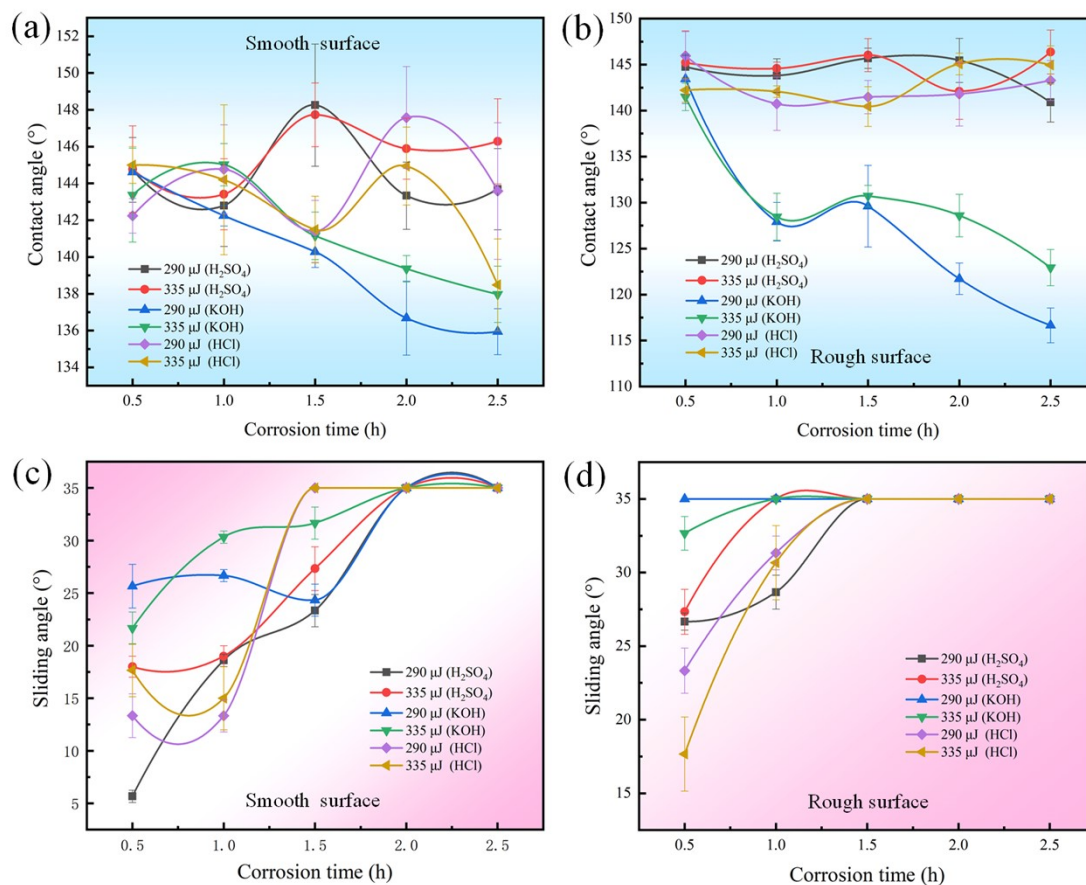 (a)
Smooth surface
Contact angle (°)
152
150
148
146
144
142
140
138
136
134
290 μJ (H₂SO₄)
335 μJ (H₂SO₄)
290 μJ (KOH)
335 μJ (KOH)
290 μJ (HCl)
335 μJ (HCl)
0.5 1.0 1.5 2.0 2.5
Corrosion time (h)
(b)
Contact angle (°)
150
145
140
135
130
125
120
115
110
290 μJ (H₂SO₄)
335 μJ (H₂SO₄)
290 μJ (KOH)
335 μJ (KOH)
290 μJ (HCl)
335 μJ (HCl)
Rough surface
0.5 1.0 1.5 2.0 2.5
Corrosion time (h)
(c)
Sliding angle (°)
35
30
25
20
15
10
5
290 μJ (H₂SO₄)
335 μJ (H₂SO₄)
290 μJ (KOH)
335 μJ (KOH)
290 μJ (HCl)
335 μJ (HCl)
Smooth surface
0.5 1.0 1.5 2.0 2.5
Corrosion time (h)
(d)
Sliding angle (°)
35
30
25
20
15
290 μJ (H₂SO₄)
335 μJ (H₂SO₄)
290 μJ (KOH)
335 μJ (KOH)
290 μJ (HCl)
335 μJ (HCl)
Rough surface
0.5 1.0 1.5 2.0 2.5
Corrosion time (h)